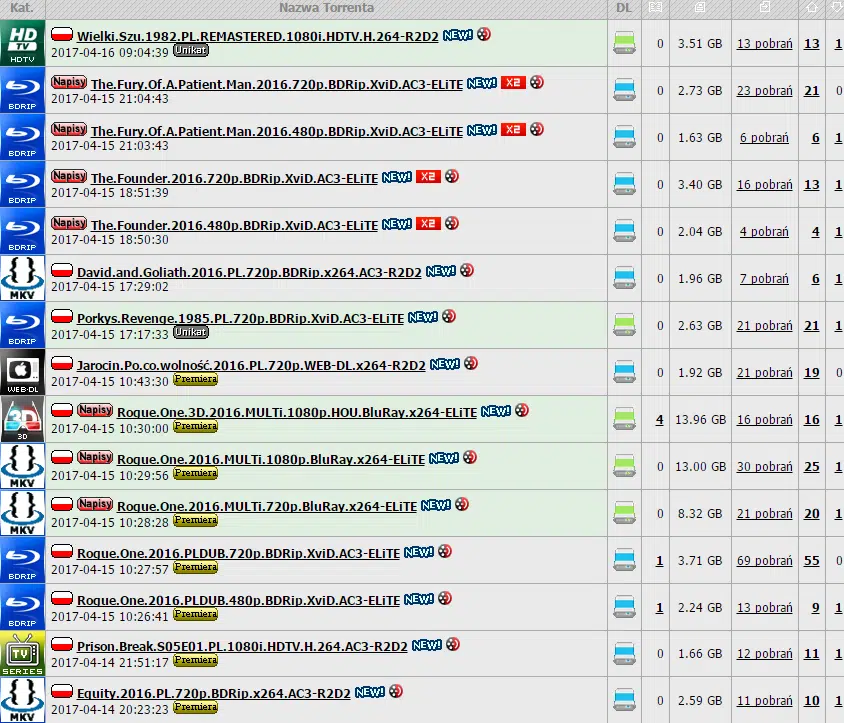 Kat. Nazwa Torrenta DL
HD TV HDTV Wielki.Szu.1982.PL.REMASTERED.1080i.HDTV.H.264-R2D2 NEW! 0 3.51 GB 13 pobrań 13 1
2017-04-16 09:04:39 Unikat
BDRIP Napisy The.Fury.Of.A.Patient.Man.2016.720p.BDRip.XviD.AC3-ELiTE NEW! X2 0 2.73 GB 23 pobrań 21 0
2017-04-15 21:04:43
BDRIP Napisy The.Fury.Of.A.Patient.Man.2016.480p.BDRip.XviD.AC3-ELiTE NEW! X2 0 1.63 GB 6 pobrań 6 1
2017-04-15 21:03:43
BDRIP Napisy The.Founder.2016.720p.BDRip.XviD.AC3-ELiTE NEW! X2 0 3.40 GB 16 pobrań 13 1
2017-04-15 18:51:39
BDRIP Napisy The.Founder.2016.480p.BDRip.XviD.AC3-ELiTE NEW! X2 0 2.04 GB 4 pobrań 4 1
2017-04-15 18:50:30
MKV David.and.Goliath.2016.PL.720p.BDRip.x264.AC3-R2D2 NEW! 0 1.96 GB 7 pobrań 6 1
2017-04-15 17:29:02
BDRIP Porkys.Revenge.1985.PL.720p.BDRip.XviD.AC3-ELiTE NEW! 0 2.63 GB 21 pobrań 21 1
2017-04-15 17:17:33 Unikat
WEB-DL Jarocin.Po.co.wolność.2016.PL.720p.WEB-DL.x264-R2D2 NEW! 0 1.92 GB 21 pobrań 19 0
2017-04-15 10:43:30 Premiera
3D 3D Napisy Rogue.One.3D.2016.MULTi.1080p.HOU.BluRay.x264-ELiTE NEW! 4 13.96 GB 16 pobrań 16 1
2017-04-15 10:30:00 Premiera
MKV Napisy Rogue.One.2016.MULTi.1080p.BluRay.x264-ELiTE NEW! 0 13.00 GB 30 pobrań 25 1
2017-04-15 10:29:56 Premiera
MKV Napisy Rogue.One.2016.MULTi.720p.BluRay.x264-ELiTE NEW! 0 8.32 GB 21 pobrań 20 1
2017-04-15 10:28:28 Premiera
BDRIP Rogue.One.2016.PLDUB.720p.BDRip.XviD.AC3-ELiTE NEW! 1 3.71 GB 69 pobrań 55 0
2017-04-15 10:27:57 Premiera
BDRIP Rogue.One.2016.PLDUB.480p.BDRip.XviD.AC3-ELiTE NEW! 1 2.24 GB 13 pobrań 9 1
2017-04-15 10:26:41 Premiera
TV SERIES Prison.Break.S05E01.PL.1080i.HDTV.H.264.AC3-R2D2 NEW! 0 1.66 GB 12 pobrań 11 1
2017-04-14 21:51:17 Premiera
MKV Equity.2016.PL.720p.BDRip.x264.AC3-R2D2 NEW! 0 2.59 GB 11 pobrań 10 1
2017-04-14 20:23:23 Premiera